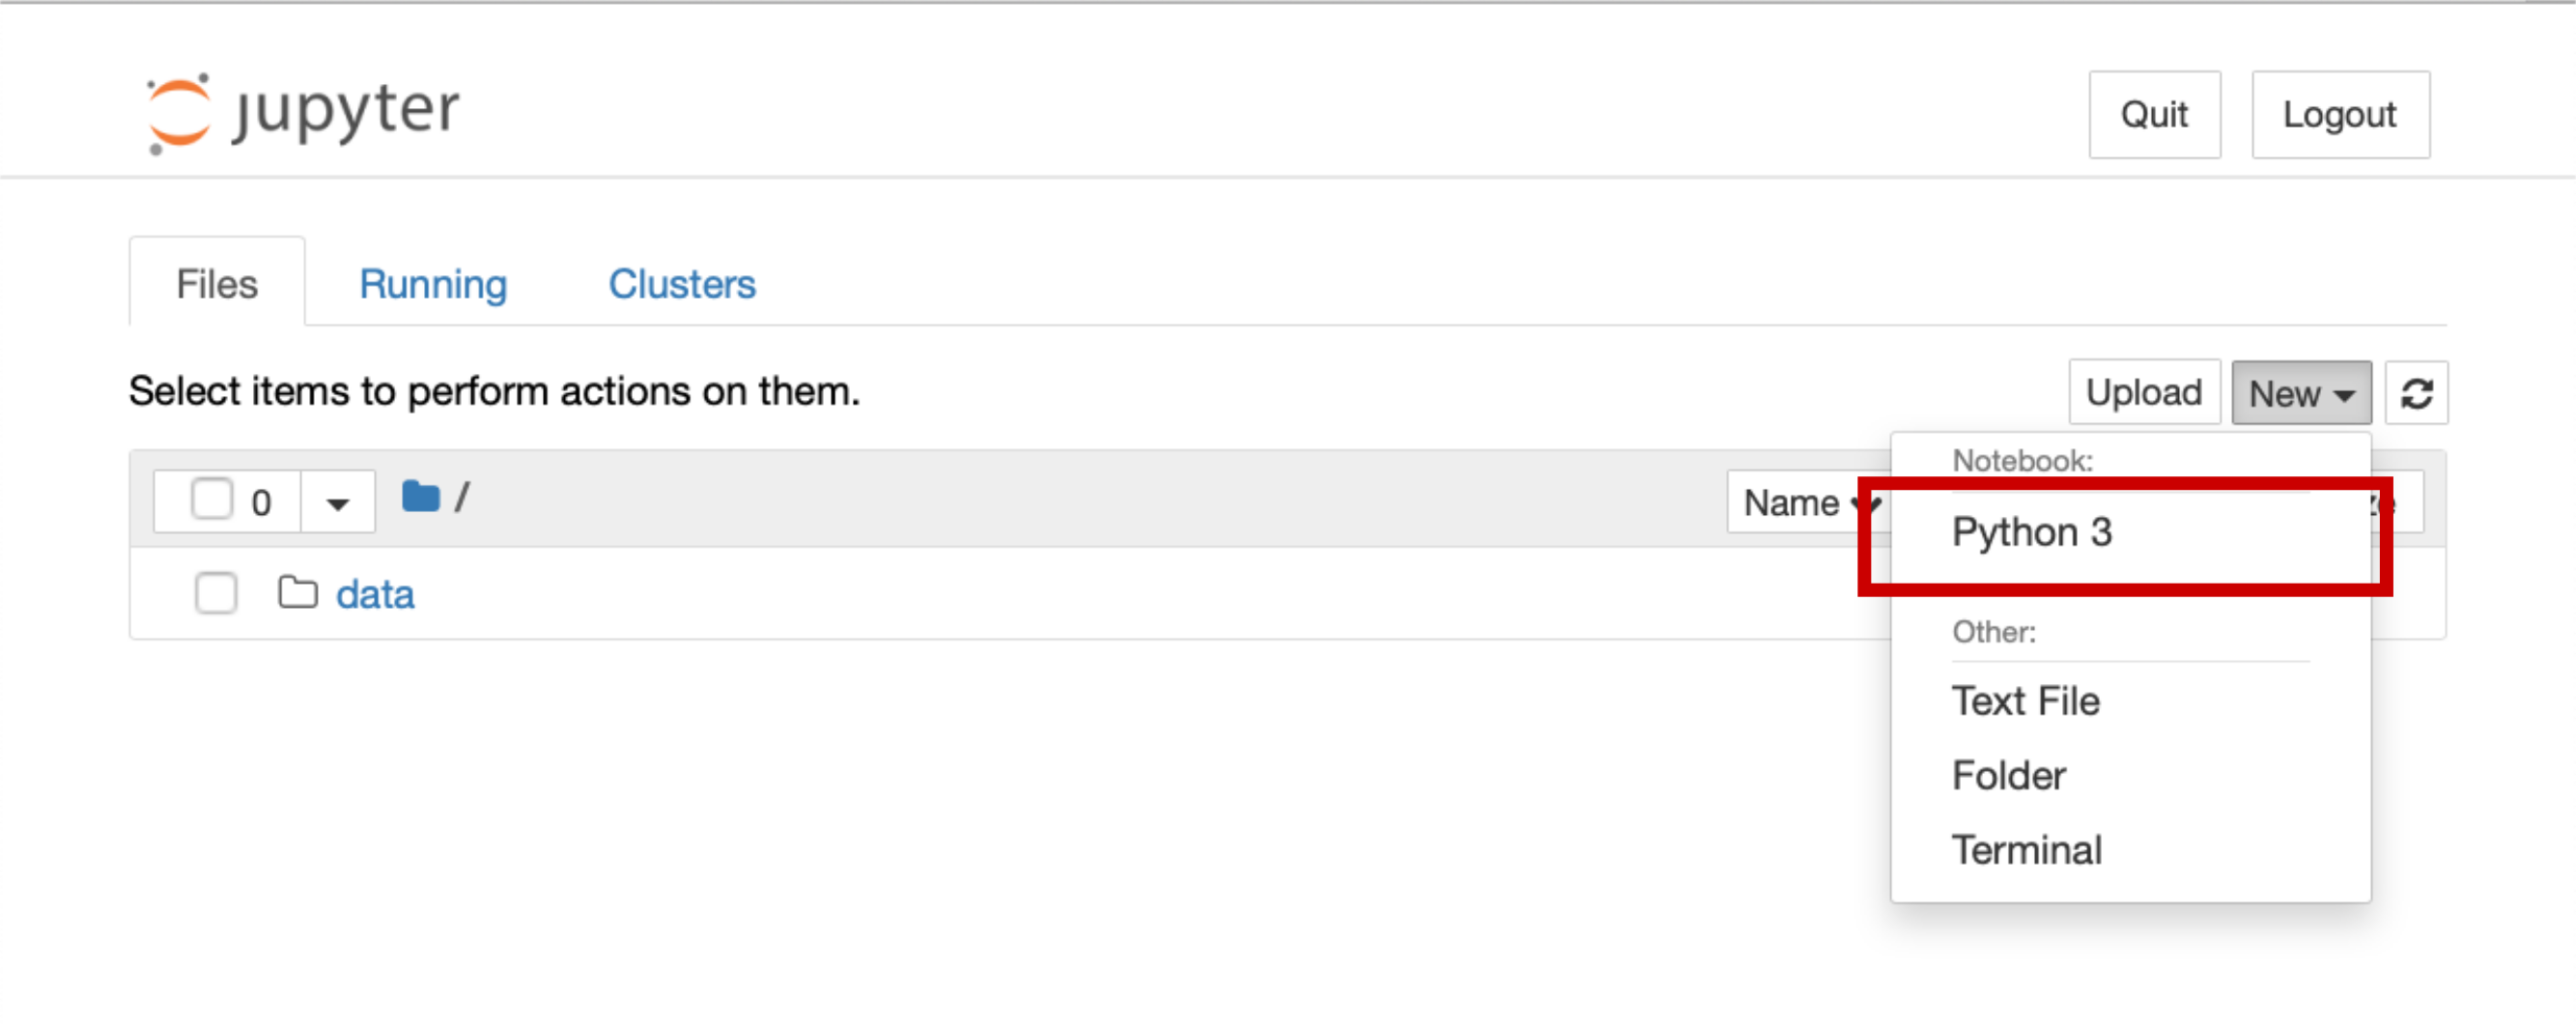 jupyter
Quit Logout
Files Running Clusters
Select items to perform actions on them.
Upload New
0 /
Name
data
Notebook:
Python 3
Other:
Text File
Folder
Terminal